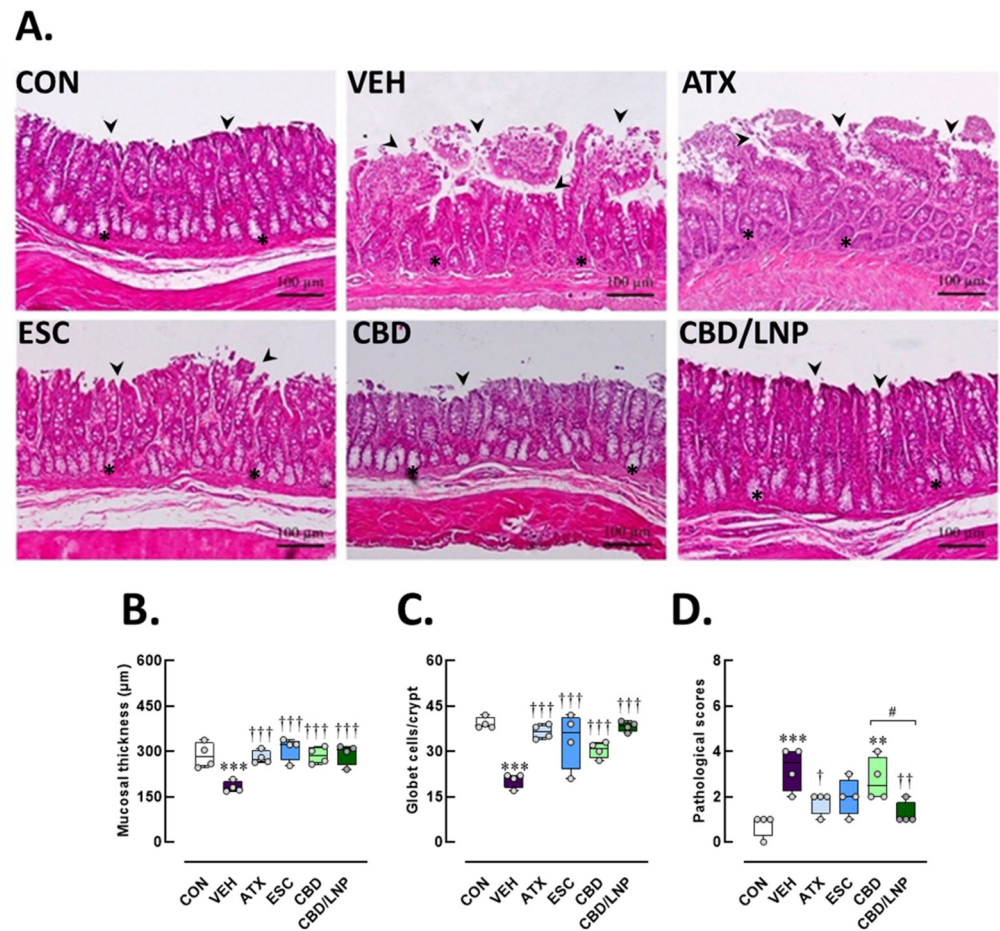 A.
CON VEH ATX
* * * * * *
100 µm 100 µm 100 µm
ESC CBD CBD/LNP
* * * * * *
100 µm 100 µm 100 µm
B.
Mucosal thickness (µm)
600
450
300
150
0
*** ††† ††† ††† †††
CON VEH ATX ESC CBD CBD/LNP
C.
Globet cells/crypt
60
45
30
15
0
*** ††† ††† ††† †††
CON VEH ATX ESC CBD CBD/LNP
D.
Pathological scores
8
6
4
2
0
*** † ** # ††
CON VEH ATX ESC CBD CBD/LNP